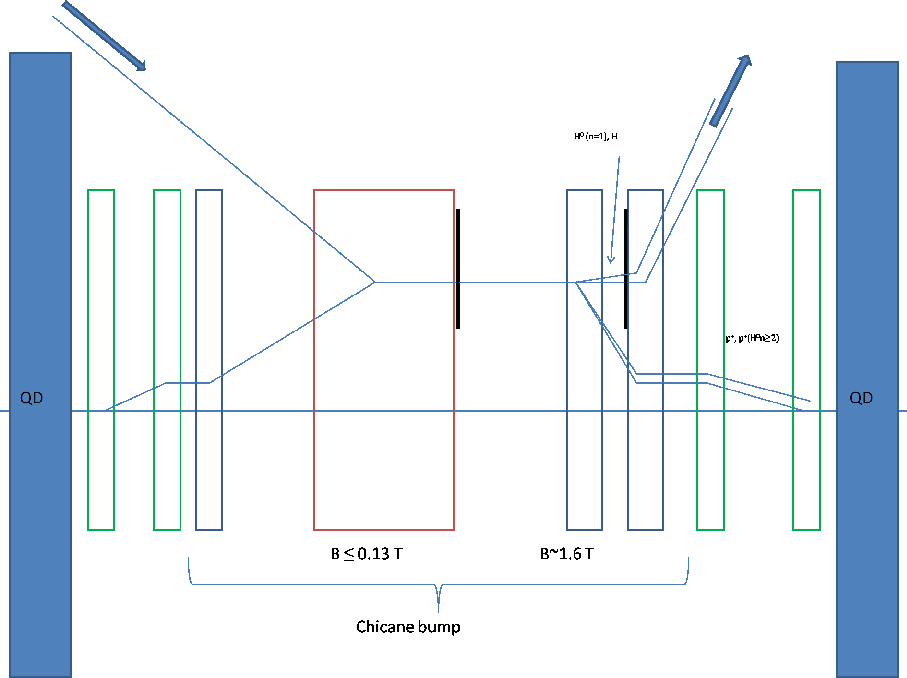 H⁰(n=1), H
p⁺, p⁺(H⁰n≥2)
QD
QD
B ≤ 0.13 T
B~1.6 T
Chicane bump